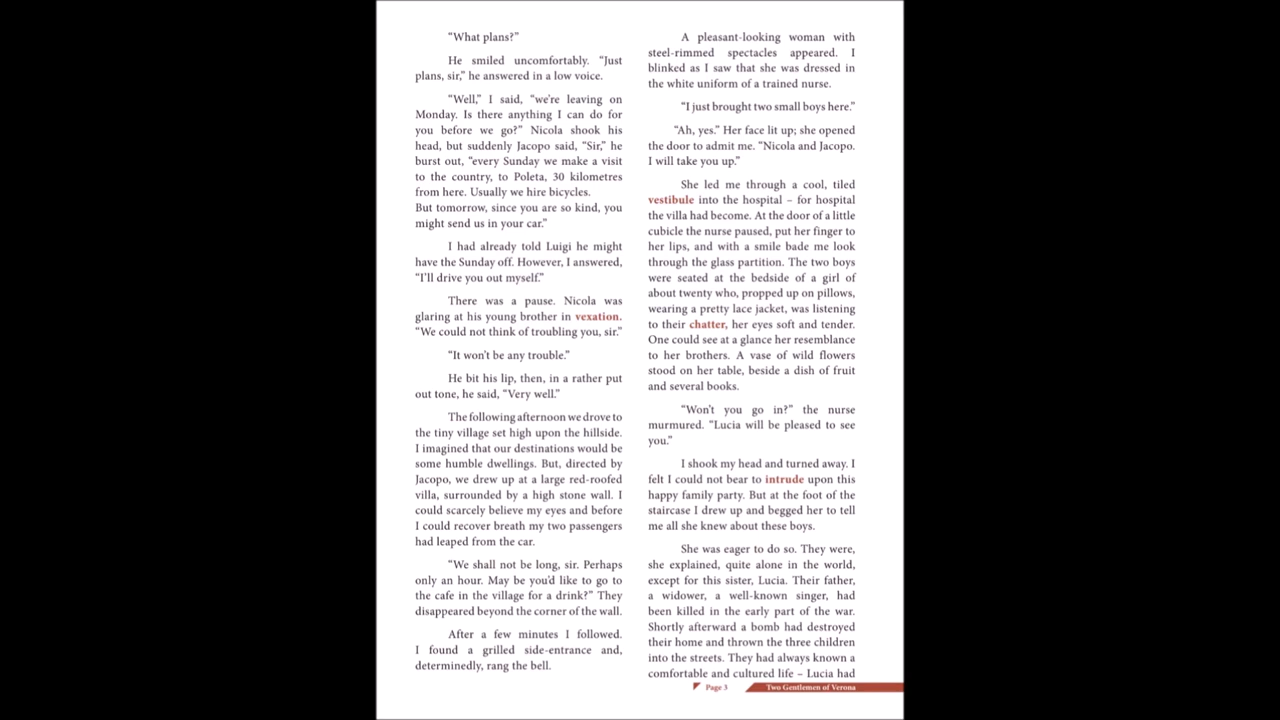 “What plans?”
He smiled uncomfortably. “Just
plans, sir,” he answered in a low voice.
“Well,” I said, “we’re leaving on
Monday. Is there anything I can do for
you before we go?” Nicola shook his
head, but suddenly Jacopo said, “Sir,” he
burst out, “every Sunday we make a visit
to the country, to Poleta, 30 kilometres
from here. Usually we hire bicycles.
But tomorrow, since you are so kind, you
might send us in your car.”
I had already told Luigi he might
have the Sunday off. However, I answered,
“I’ll drive you out myself.”
There was a pause. Nicola was
glaring at his young brother in vexation.
“We could not think of troubling you, sir.”
“It won’t be any trouble.”
He bit his lip, then, in a rather put
out tone, he said, “Very well.”
The following afternoon we drove to
the tiny village set high upon the hillside.
I imagined that our destinations would be
some humble dwellings. But, directed by
Jacopo, we drew up at a large red-roofed
villa, surrounded by a high stone wall. I
could scarcely believe my eyes and before
I could recover breath my two passengers
had leaped from the car.
“We shall not be long, sir. Perhaps
only an hour. May be you’d like to go to
the cafe in the village for a drink?” They
disappeared beyond the corner of the wall.
After a few minutes I followed.
I found a grilled side-entrance and,
determinedly, rang the bell.
A pleasant-looking woman with
steel-rimmed spectacles appeared. I
blinked as I saw that she was dressed in
the white uniform of a trained nurse.
“I just brought two small boys here.”
“Ah, yes.” Her face lit up; she opened
the door to admit me. “Nicola and Jacopo.
I will take you up.”
She led me through a cool, tiled
vestibule into the hospital – for hospital
the villa had become. At the door of a little
cubicle the nurse paused, put her finger to
her lips, and with a smile bade me look
through the glass partition. The two boys
were seated at the bedside of a girl of
about twenty who, propped up on pillows,
wearing a pretty lace jacket, was listening
to their chatter, her eyes soft and tender.
One could see at a glance her resemblance
to her brothers. A vase of wild flowers
stood on her table, beside a dish of fruit
and several books.
“Won’t you go in?” the nurse
murmured. “Lucia will be pleased to see
you.”
I shook my head and turned away. I
felt I could not bear to intrude upon this
happy family party. But at the foot of the
staircase I drew up and begged her to tell
me all she knew about these boys.
She was eager to do so. They were,
she explained, quite alone in the world,
except for this sister, Lucia. Their father,
a widower, a well-known singer, had
been killed in the early part of the war.
Shortly afterward a bomb had destroyed
their home and thrown the three children
into the streets. They had always known a
comfortable and cultured life – Lucia had
Page 3
Two Gentlemen of Verona